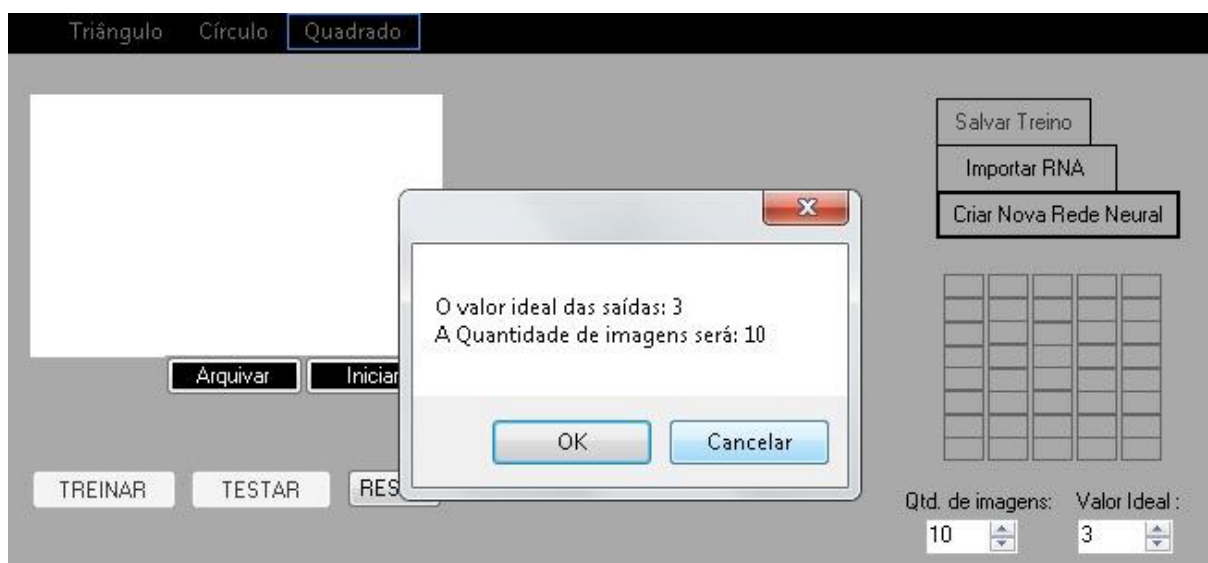 Triângulo Círculo Quadrado
Salvar Treino
Importar RNA
Criar Nova Rede Neural
O valor ideal das saídas: 3
A Quantidade de imagens será: 10
Arquivar Iniciar
OK Cancelar
TREINAR TESTAR RES
Qtd. de imagens: Valor Ideal :
10 3